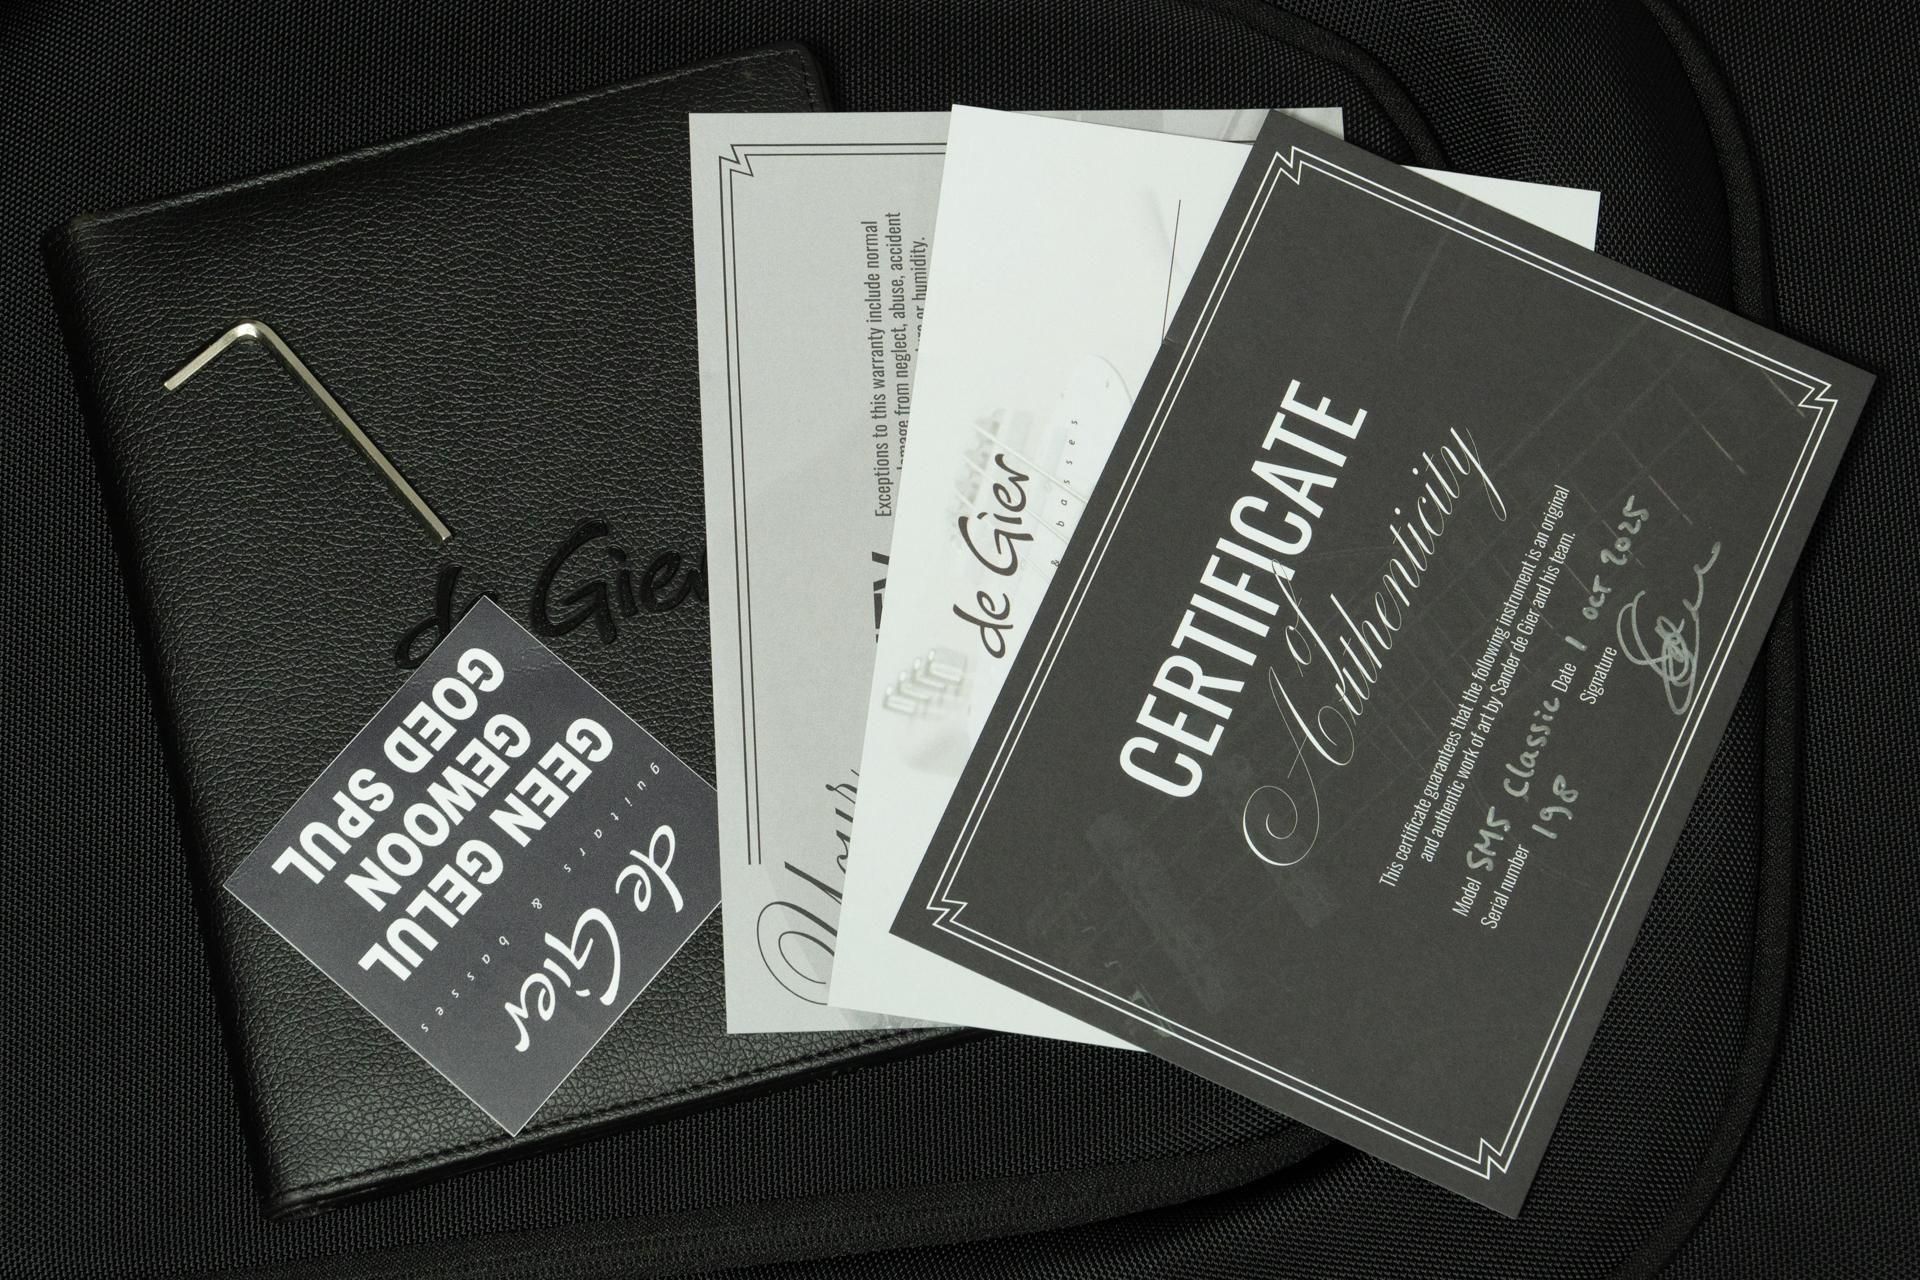 de Gier
GOED SPUL
GEWOON
GEEN GELUL
guitars & basses
de Gier
Exceptions to this warranty include normal
from neglect, abuse, accident
or humidity.
Your
de Gier
& basses
CERTIFICATE
of
Authenticity
This certificate guarantees that the following instrument is an original
and authentic work of art by Sander de Gier and his team.
Model SM5 Classic Date 1 oct 2025
Serial number 198 Signature